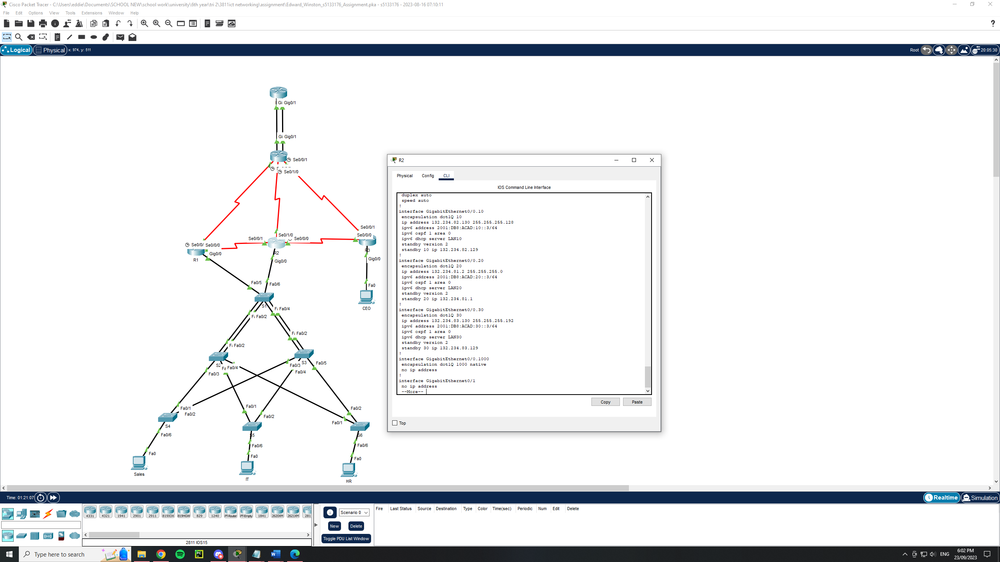 Cisco Packet Tracer - C:\Users\eddie\Documents\SCHOOL NEW\school work\university\6th year\tri 2\3811ict networking\assignment\Edward_Winston_s5133176_Assignment.pka - s5133176 - 2023-08-16 07:10:11
File Edit Options View Tools Extensions Window Help
Logical Physical x: 974, y: 511 Root 20:05:30
Gi Gig0/1
Gi Gig0/1
Se0/0/1
Se0/1/0
Se0/0/1
Se0/1/0 Se0/0/0
Se0/0/1 Se0/0/0
Se0/0/ Se0/0/0
Gig0/0
R1
R2
R3
Gig0/0
Gig0/0
Fa0/5
Fa0/6
Fa0
S1
CEO
Fa0/4
Fa0/2
Fa0/2
Fa0/2
S2 Fa0/4
Fa0/3
Fa0/3 S3 Fa0/5
Fa0/4
Fa0/1
Fa0/2
S4
Fa0/6
Fa0
Sales
Fa0/1
Fa0/2
S5
Fa0/6
Fa0
IT
Fa0/2
Fa0/1
S6
Fa0/6
Fa0
HR
R2
Physical Config CLI
IOS Command Line Interface
duplex auto
speed auto
!
interface GigabitEthernet0/0.10
encapsulation dot1Q 10
ip address 132.234.82.130 255.255.255.128
ipv6 address 2001:DB8:ACAD:10::3/64
ipv6 ospf 1 area 0
ipv6 dhcp server LAN10
standby version 2
standby 10 ip 132.234.82.129
!
interface GigabitEthernet0/0.20
encapsulation dot1Q 20
ip address 132.234.81.2 255.255.255.0
ipv6 address 2001:DB8:ACAD:20::3/64
ipv6 ospf 1 area 0
ipv6 dhcp server LAN20
standby version 2
standby 20 ip 132.234.81.1
!
interface GigabitEthernet0/0.30
encapsulation dot1Q 30
ip address 132.234.83.130 255.255.255.192
ipv6 address 2001:DB8:ACAD:30::3/64
ipv6 ospf 1 area 0
ipv6 dhcp server LAN30
standby version 2
standby 30 ip 132.234.83.129
!
interface GigabitEthernet0/0.1000
encapsulation dot1Q 1000 native
no ip address
!
interface GigabitEthernet0/1
no ip address
--More--
Copy Paste
Top
Time: 01:21:07 Realtime Simulation
4331 4321 1941 2901 2911 819IOX 819HGW 829 1240 PT-Router PT-Empty 1841 2620XM 2621XM 281
2811 IOS15
Scenario 0
New Delete
Toggle PDU List Window
Fire Last Status Source Destination Type Color Time(sec) Periodic Num Edit Delete
Type here to search
ENG
6:02 PM
23/09/2023